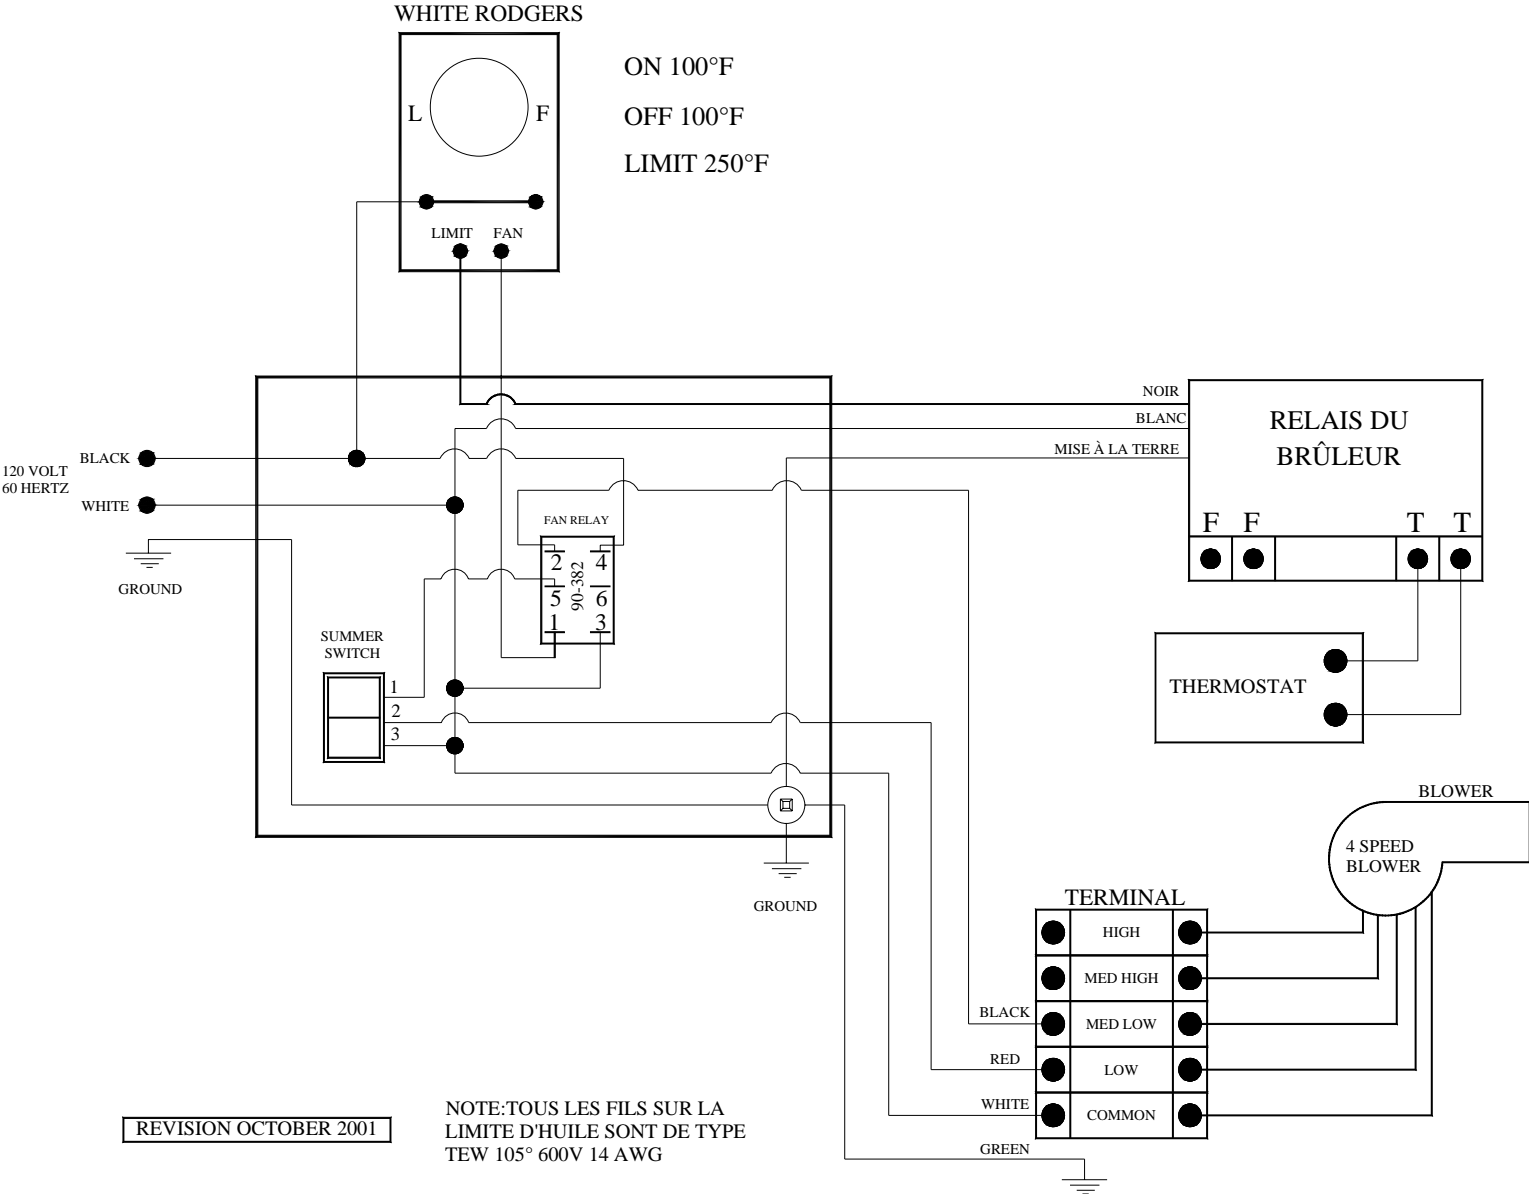 WHITE RODGERS
ON 100°F
L
F
OFF 100°F
LIMIT 250°F
LIMIT
FAN
NOIR
BLANC
MISE À LA TERRE
RELAIS DU
BRÛLEUR
F
F
T
T
120 VOLT
60 HERTZ
BLACK
WHITE
GROUND
FAN RELAY
2
4
90-382
5
6
1
3
SUMMER
SWITCH
1
2
3
THERMOSTAT
GROUND
BLOWER
4 SPEED
BLOWER
TERMINAL
HIGH
MED HIGH
BLACK
MED LOW
RED
LOW
WHITE
COMMON
GREEN
REVISION OCTOBER 2001
NOTE:TOUS LES FILS SUR LA
LIMITE D'HUILE SONT DE TYPE
TEW 105° 600V 14 AWG